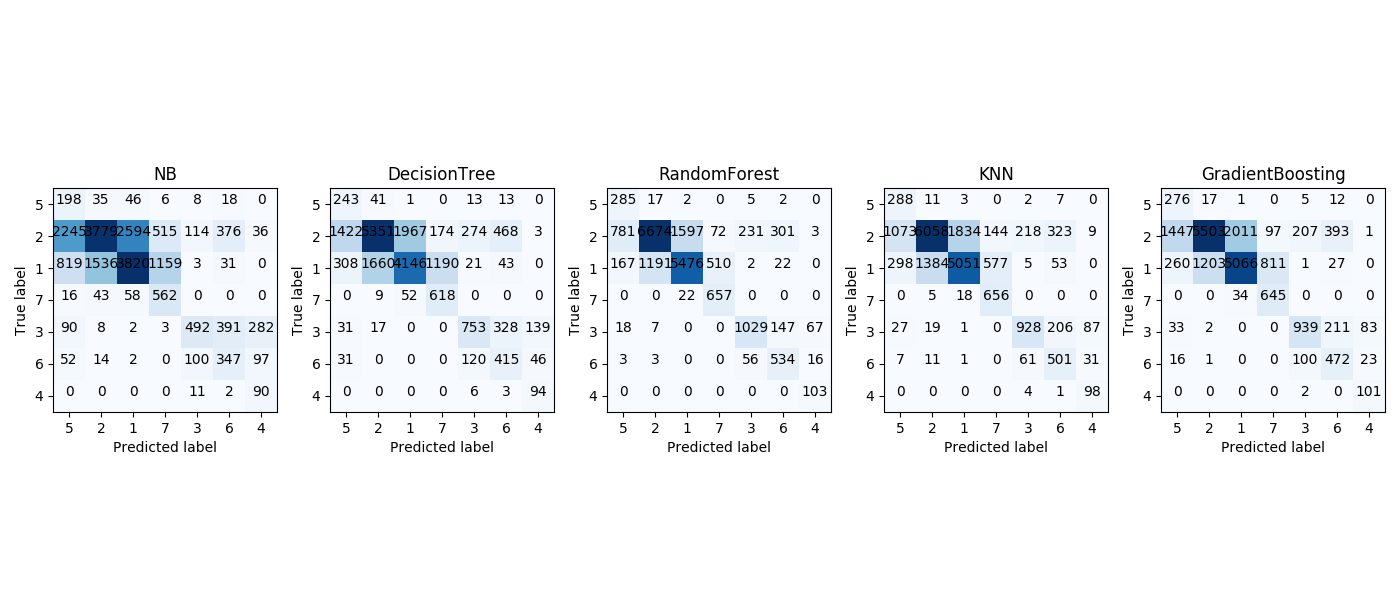 NB
True label
5 198 35 46 6 8 18 0
2 2245 3779 2594 515 114 376 36
1 819 1536 3820 1159 3 31 0
7 16 43 58 562 0 0 0
3 90 8 2 3 492 391 282
6 52 14 2 0 100 347 97
4 0 0 0 0 11 2 90
5 2 1 7 3 6 4
Predicted label
DecisionTree
True label
5 243 41 1 0 13 13 0
2 1422 5351 1967 174 274 468 3
1 308 1660 4146 1190 21 43 0
7 0 9 52 618 0 0 0
3 31 17 0 0 753 328 139
6 31 0 0 0 120 415 46
4 0 0 0 0 6 3 94
5 2 1 7 3 6 4
Predicted label
RandomForest
True label
5 285 17 2 0 5 2 0
2 781 6674 1597 72 231 301 3
1 167 1191 5476 510 2 22 0
7 0 0 22 657 0 0 0
3 18 7 0 0 1029 147 67
6 3 3 0 0 56 534 16
4 0 0 0 0 0 0 103
5 2 1 7 3 6 4
Predicted label
KNN
True label
5 288 11 3 0 2 7 0
2 1073 6058 1834 144 218 323 9
1 298 1384 5051 577 5 53 0
7 0 5 18 656 0 0 0
3 27 19 1 0 928 206 87
6 7 11 1 0 61 501 31
4 0 0 0 0 4 1 98
5 2 1 7 3 6 4
Predicted label
GradientBoosting
True label
5 276 17 1 0 5 12 0
2 1447 5503 2011 97 207 393 1
1 260 1203 5066 811 1 27 0
7 0 0 34 645 0 0 0
3 33 2 0 0 939 211 83
6 16 1 0 0 100 472 23
4 0 0 0 0 2 0 101
5 2 1 7 3 6 4
Predicted label